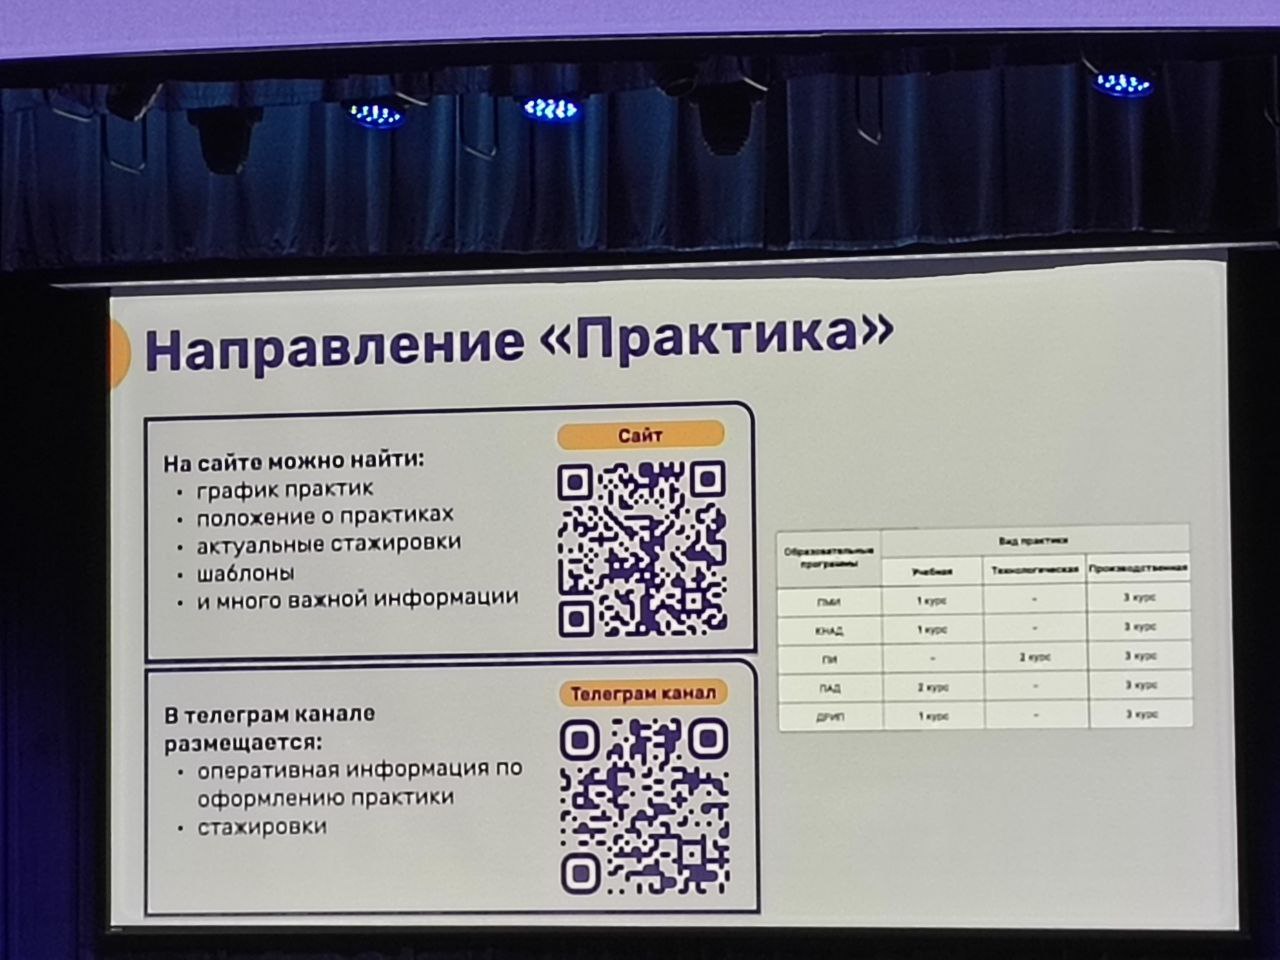 Направление «Практика»
Сайт
На сайте можно найти:
• график практик
• положение о практиках
• актуальные стажировки
• шаблоны
• и много важной информации
Телеграм канал
В телеграм канале
размещается:
• оперативная информация по
оформлению практики
• стажировки
Образовательные программы Вид практики
Учебная Технологическая Производственная
ПМИ 1 курс - 3 курс
КНАД 1 курс - 3 курс
ПИ - 2 курс 3 курс
ПАД 2 курс - 3 курс
ДРИП 1 курс - 3 курс